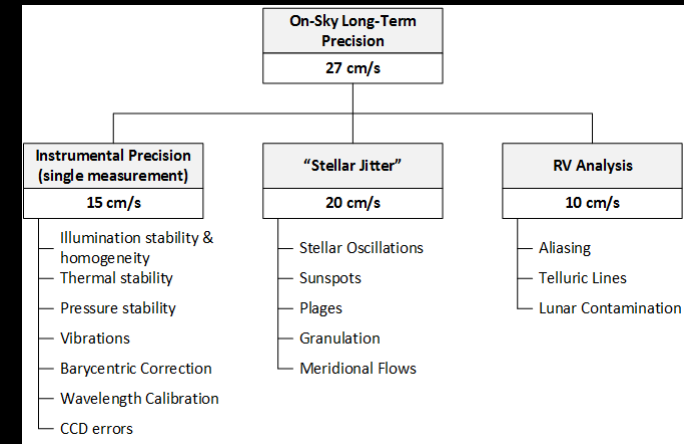 On-Sky Long-Term
Precision
27 cm/s
Instrumental Precision
(single measurement)
15 cm/s
Illumination stability &
homogeneity
Thermal stability
Pressure stability
Vibrations
Barycentric Correction
Wavelength Calibration
CCD errors
“Stellar Jitter”
20 cm/s
Stellar Oscillations
Sunspots
Plages
Granulation
Meridional Flows
RV Analysis
10 cm/s
Aliasing
Telluric Lines
Lunar Contamination